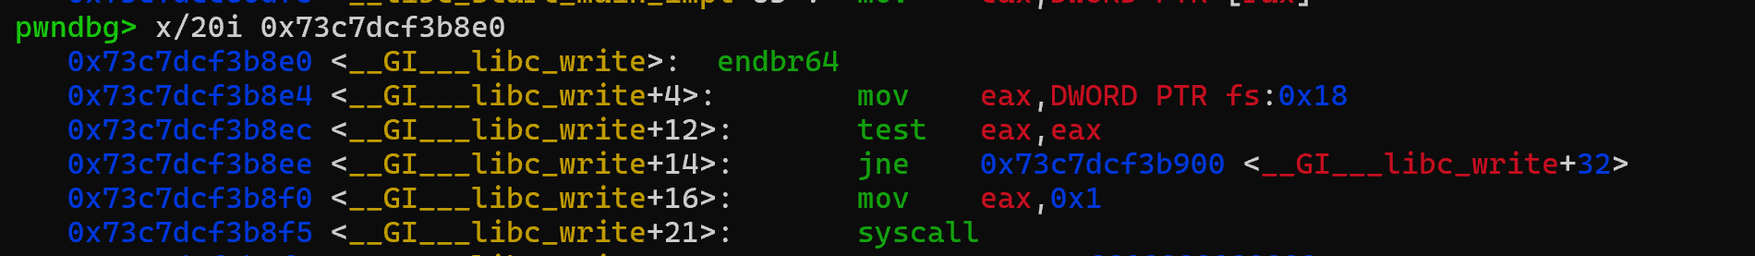 pwndbg> x/20i 0x73c7dcf3b8e0
0x73c7dcf3b8e0 <__GI___libc_write>: endbr64
0x73c7dcf3b8e4 <__GI___libc_write+4>: mov eax,DWORD PTR fs:0x18
0x73c7dcf3b8ec <__GI___libc_write+12>: test eax,eax
0x73c7dcf3b8ee <__GI___libc_write+14>: jne 0x73c7dcf3b900 <__GI___libc_write+32>
0x73c7dcf3b8f0 <__GI___libc_write+16>: mov eax,0x1
0x73c7dcf3b8f5 <__GI___libc_write+21>: syscall